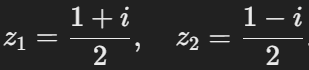 z₁ = (1 + i)/2, z₂ = (1 − i)/2.